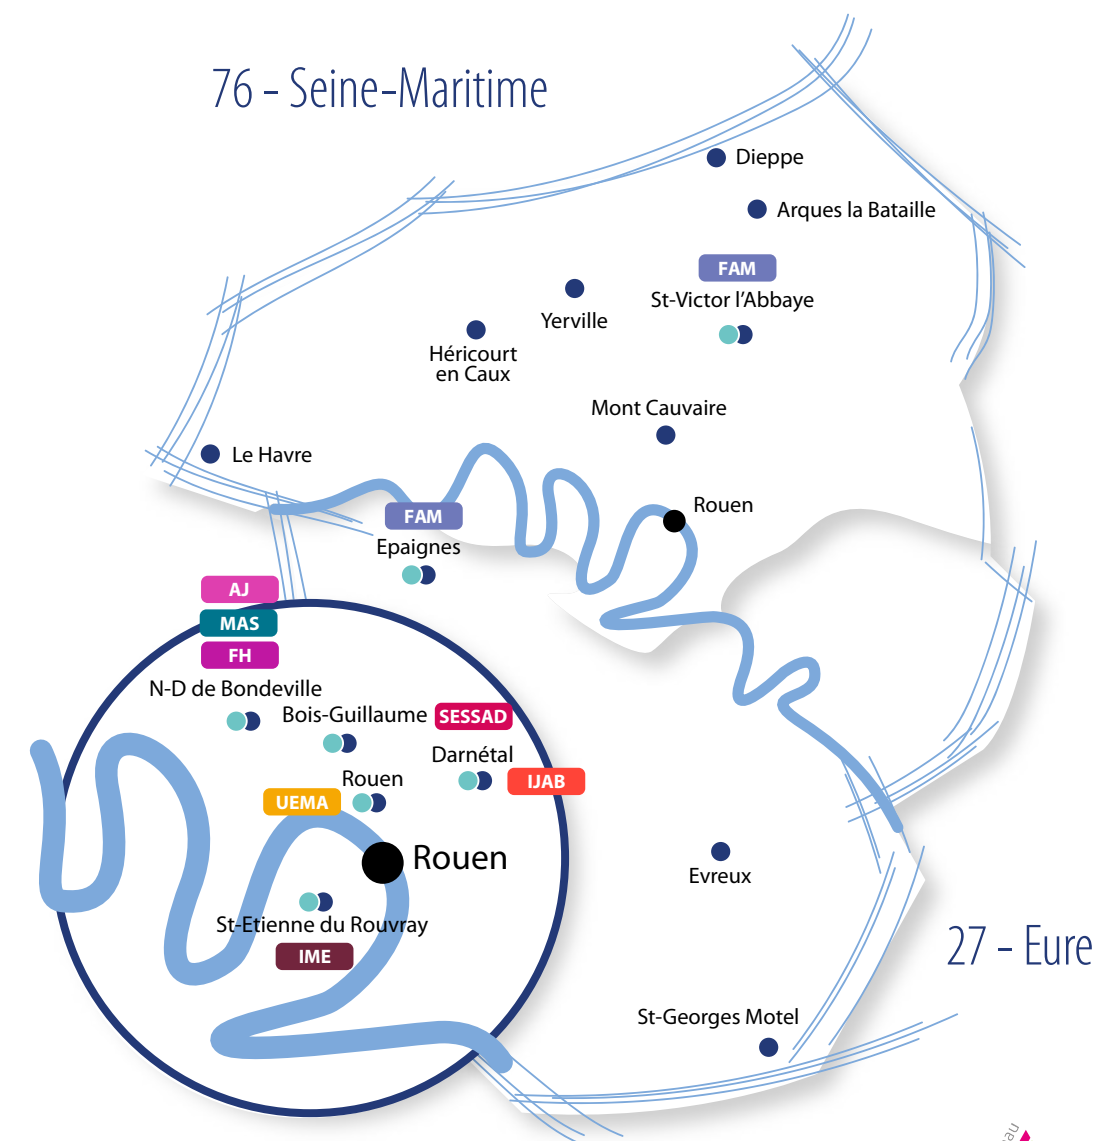 76 - Seine-Maritime
Dieppe
Arques la Bataille
FAM
St-Victor l'Abbaye
Yerville
Héricourt
en Caux
Mont Cauvaire
Le Havre
Rouen
FAM
Epaignes
AJ
MAS
FH
N-D de Bondeville
Bois-Guillaume
SESSAD
Darnétal
IJAB
Rouen
UEMA
Rouen
St-Etienne du Rouvray
IME
Evreux
27 - Eure
St-Georges Motel